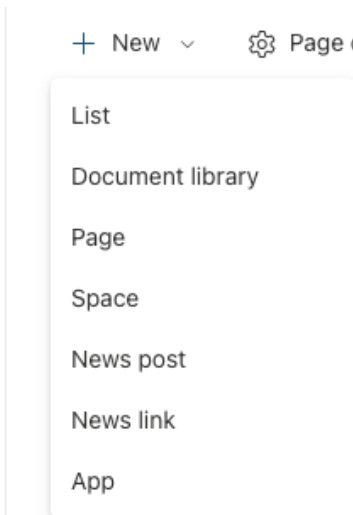 New
Page
List
Document library
Page
Space
News post
News link
App